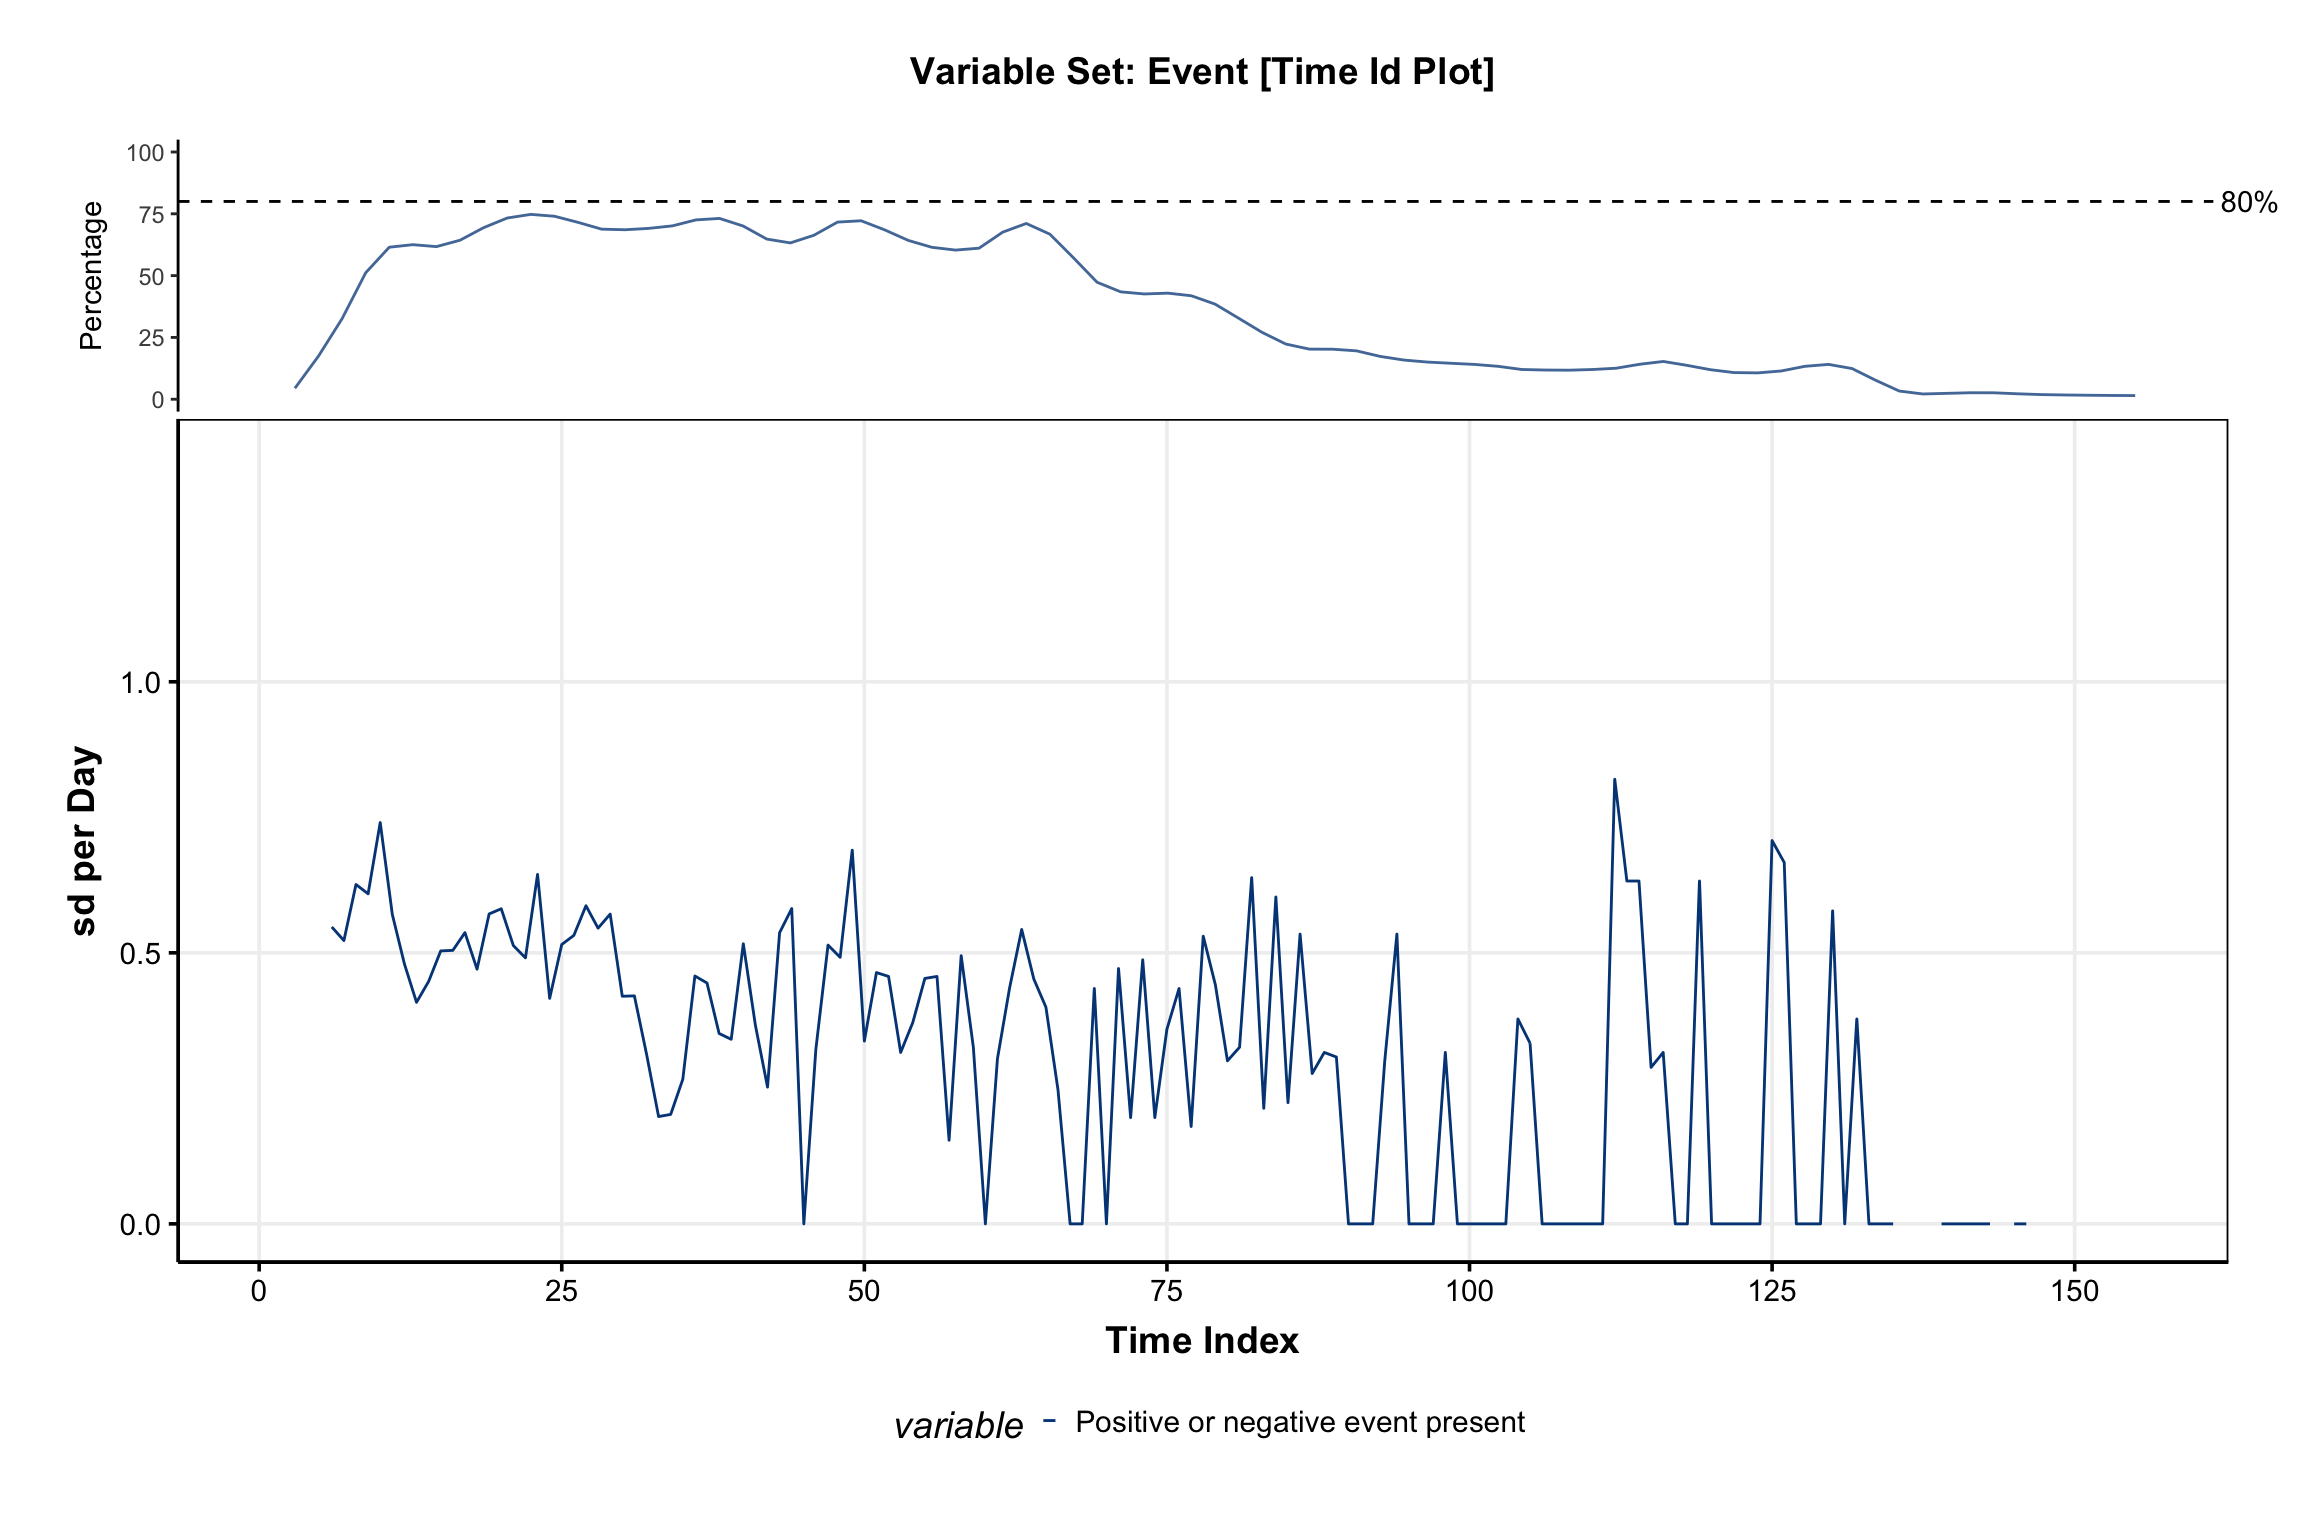 Variable Set: Event [Time Id Plot]
Percentage
100
75
50
25
0
80%
sd per Day
1.0
0.5
0.0
0 25 50 75 100 125 150
Time Index
variable Positive or negative event present